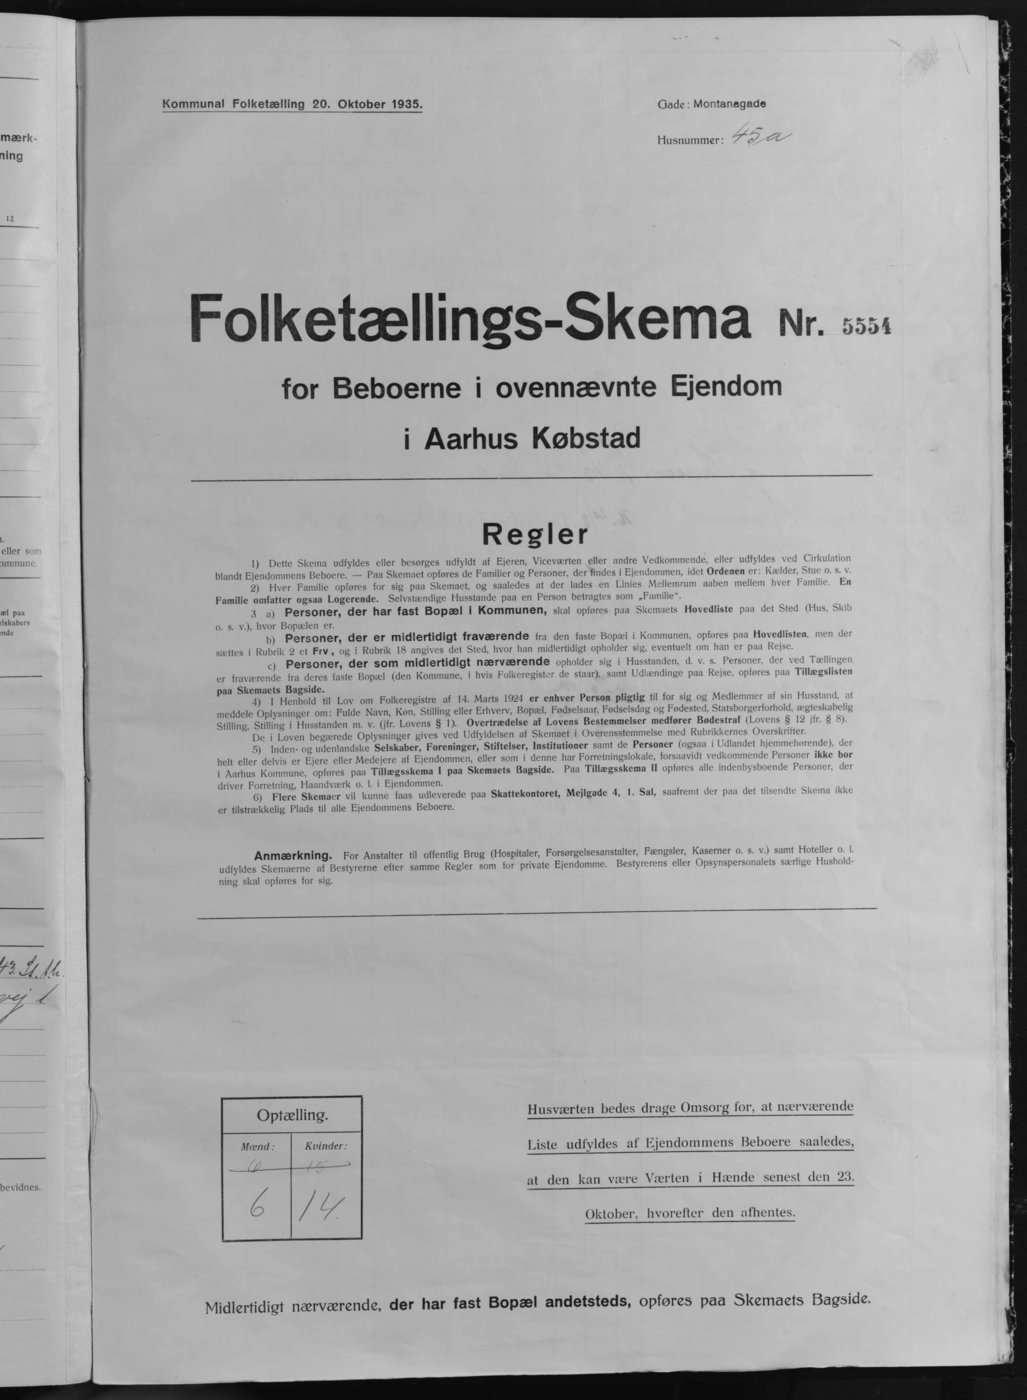 mærk-
ning
12
eller som
ommune.
æl paa
elskabers
ende
43 St. th.
vej 1
bevidnes.
Kommunal Folketælling 20. Oktober 1935.
Gade: Montanagade
Husnummer: 45a
Folketællings-Skema Nr. 5554
for Beboerne i ovennævnte Ejendom
i Aarhus Købstad
Regler
1) Dette Skema udfyldes eller besørges udfyldt af Ejeren, Viceværten eller andre Vedkommende, eller udfyldes ved Cirkulation
blandt Ejendommens Beboere. — Paa Skemaet opføres de Familier og Personer, der findes i Ejendommen, idet Ordenen er: Kælder, Stue o. s. v.
2) Hver Familie opføres for sig paa Skemaet, og saaledes at der lades en Linies Mellemrum aaben mellem hver Familie. En
Familie omfatter ogsaa Logerende. Selvstændige Husstande paa en Person betragtes som „Familie".
3 a) Personer, der har fast Bopæl i Kommunen, skal opføres paa Skemaets Hovedliste paa det Sted (Hus, Skib
o. s. v.), hvor Bopælen er.
b) Personer, der er midlertidigt fraværende fra den faste Bopæl i Kommunen, opføres paa Hovedlisten, men der
sættes i Rubrik 2 et Frv., og i Rubrik 18 angives det Sted, hvor han midlertidigt opholder sig, eventuelt om han er paa Rejse.
c) Personer, der som midlertidigt nærværende opholder sig i Husstanden, d. v. s. Personer, der ved Tællingen
er fraværende fra deres faste Bopæl (den Kommune, i hvis Folkeregister de staar), samt Udlændinge paa Rejse, opføres paa Tillægslisten
paa Skemaets Bagside.
4) I Henhold til Lov om Folkeregistre af 14. Marts 1924 er enhver Person pligtig til for sig og Medlemmer af sin Husstand, at
meddele Oplysninger om: Fulde Navn, Køn, Stilling eller Erhverv, Bopæl, Fødselsaar, Fødselsdag og Fødested, Statsborgerforhold, ægteskabelig
Stilling, Stilling i Husstanden m. v. (jfr. Lovens § 1). Overtrædelse af Lovens Bestemmelser medfører Bødestraf (Lovens § 12 jfr. § 8).
De i Loven begærede Oplysninger gives ved Udfyldelsen af Skemaet i Overensstemmelse med Rubrikkernes Overskrifter.
5) Inden- og udenlandske Selskaber, Foreninger, Stiftelser, Institutioner samt de Personer (ogsaa i Udlandet hjemmehørende), der
helt eller delvis er Ejere eller Medejere af Ejendommen, eller som i denne har Forretningslokale, forsaavidt vedkommende Personer ikke bor
i Aarhus Kommune, opføres paa Tillægsskema I paa Skemaets Bagside. Paa Tillægsskema II opføres alle indenbysboende Personer, der
driver Forretning, Haandværk o. l. i Ejendommen.
6) Flere Skemaer vil kunne faas udleverede paa Skattekontoret, Mejlgade 4, 1. Sal, saafremt der paa det tilsendte Skema ikke
er tilstrækkelig Plads til alle Ejendommens Beboere.
Anmærkning. For Anstalter til offentlig Brug (Hospitaler, Forsørgelsesanstalter, Fængsler, Kaserner o. s. v.) samt Hoteller o. l.
udfyldes Skemaerne af Bestyrerne efter samme Regler som for private Ejendomme. Bestyrerens eller Opsynspersonalets særlige Hushold-
ning skal opføres for sig.
Optælling.
Mænd: Kvinder:
6 15
6 14
Husværten bedes drage Omsorg for, at nærværende
Liste udfyldes af Ejendommens Beboere saaledes,
at den kan være Værten i Hænde senest den 23.
Oktober, hvorefter den afhentes.
Midlertidigt nærværende, der har fast Bopæl andetsteds, opføres paa Skemaets Bagside.